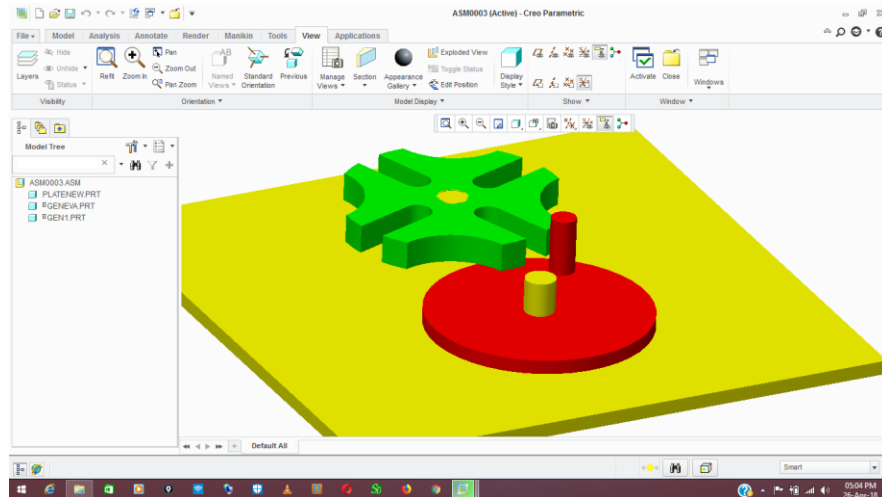 ASM0003 (Active) - Creo Parametric
File Model Analysis Annotate Render Manikin Tools View Applications
Layers
Hide
Unhide
Status
Refit
Zoom In
Pan
Zoom Out
Pan Zoom
Named Views
Standard Orientation
Previous
Manage Views
Section
Appearance Gallery
Exploded View
Toggle Status
Edit Position
Display Style
Activate
Close
Windows
Visibility
Orientation
Model Display
Show
Window
Model Tree
ASM0003.ASM
PLATENEW.PRT
GENEVA.PRT
GEN1.PRT
Default All
Smart
05:04 PM